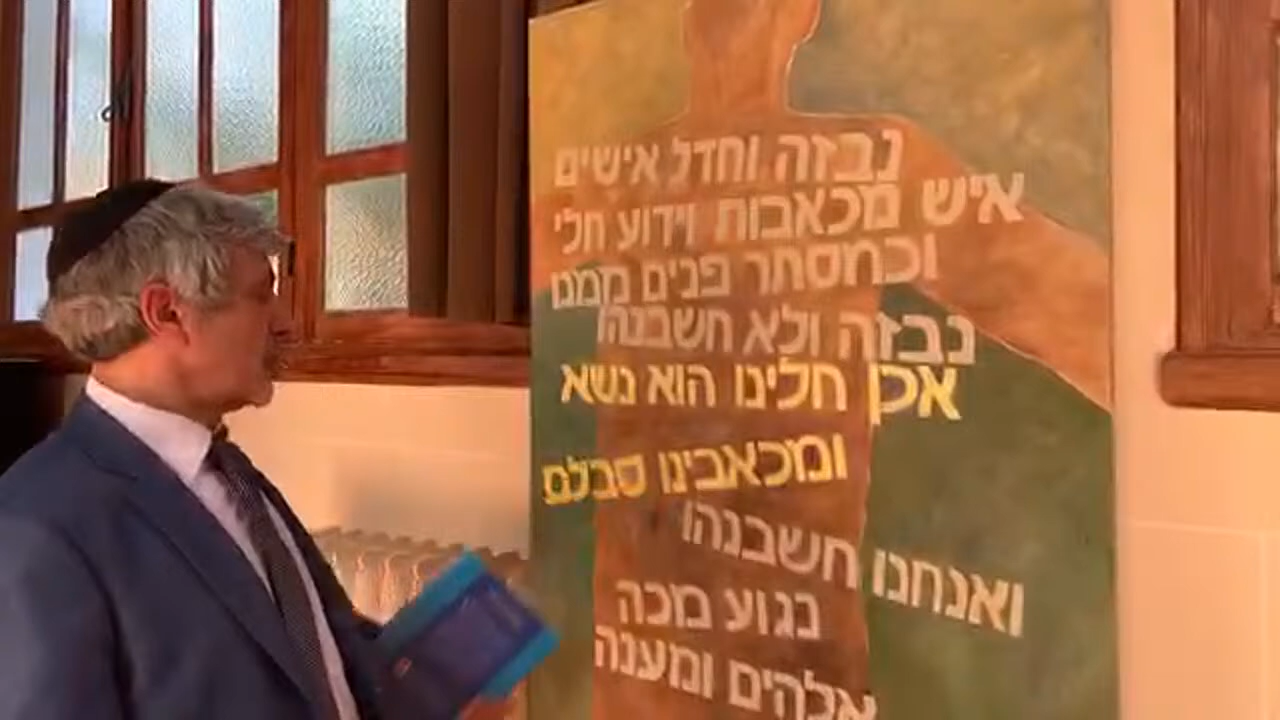 נבזה וחדל אישים
איש מכאבות וידוע חלי
וכמסתר פנים ממנו
נבזה ולא חשבנהו
אכן חלינו הוא נשא
ומכאבינו סבלם
ואנחנו חשבנהו
נגוע מכה
אלהים ומענה